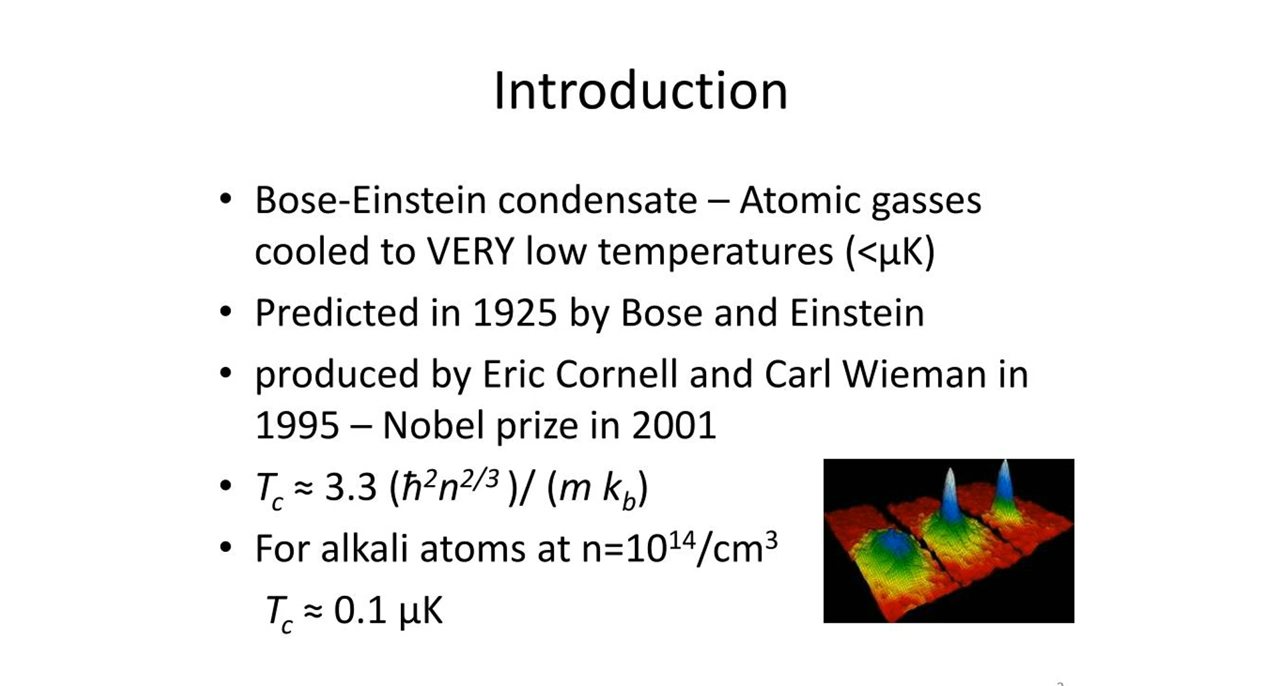 Introduction
• Bose-Einstein condensate – Atomic gasses
cooled to VERY low temperatures (<μK)
• Predicted in 1925 by Bose and Einstein
• produced by Eric Cornell and Carl Wieman in
1995 – Nobel prize in 2001
• T_c ≈ 3.3 (ħ²n^{2/3} )/ (m k_b)
• For alkali atoms at n=10¹⁴/cm³
T_c ≈ 0.1 μK